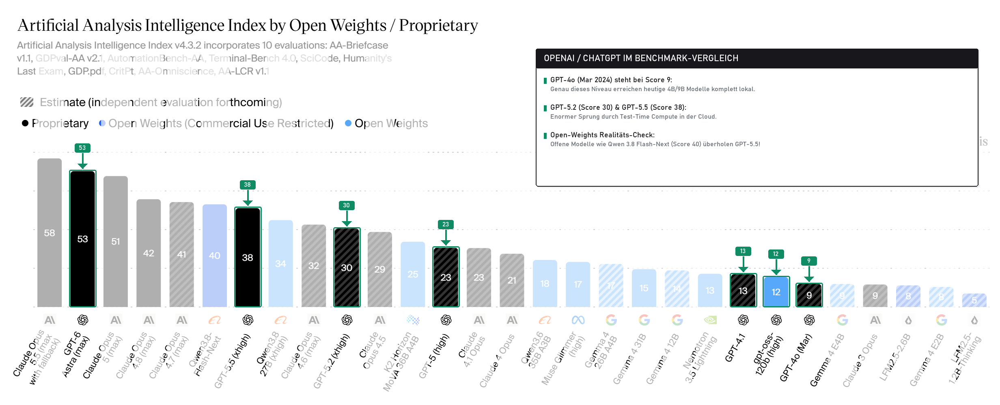 Artificial Analysis Intelligence Index by Open Weights / Proprietary
Artificial Analysis Intelligence Index v4.3.2 incorporates 10 evaluations: AA-Briefcase
v1.1, GDPval-AA v2.1, AutomationBench-AA, Terminal-Bench 4.0, SciCode, Humanity's
Last Exam, GDP.pdf, CritPt, AA-Omniscience, AA-LCR v1.1
Estimate (independent evaluation forthcoming)
Proprietary
Open Weights (Commercial Use Restricted)
Open Weights
OPENAI / CHATGPT IM BENCHMARK-VERGLEICH
GPT-4o (Mar 2024) steht bei Score 9:
Genau dieses Niveau erreichen heutige 4B/9B Modelle komplett lokal.
GPT-5.2 (Score 30) & GPT-5.5 (Score 38):
Enormer Sprung durch Test-Time Compute in der Cloud.
Open-Weights Realitäts-Check:
Offene Modelle wie Qwen 3.8 Flash-Next (Score 40) überholen GPT-5.5!
is
53
38
30
23
13
12
9
58
53
51
42
41
40
38
34
32
30
29
25
23
23
21
18
17
17
15
14
13
13
12
9
9
9
8
8
5
Claude Opus
5.5 (max
with fallback)
GPT-6
Astra (max)
Claude Opus
5 (max)
Claude Opus
4.8 (max)
Claude Opus
4.7 (max)
Qwen3.8-
Flash-Next
GPT-5.5 (xhigh)
Qwen3.8
27B (xhigh)
Claude Opus
4.6 (max)
GPT-5.2 (xhigh)
Claude
Opus 4.5
K2 Horizon
MoVA 36B A4B
GPT-5 (high)
Claude
4.1 Opus
Claude 4 Opus
Qwen3.6
35B A3B
Muse Glimmer
(high)
Gemma 4
26B A4B
Gemma 4 31B
Gemma 4 12B
Nemotron
3.5 Lightning
GPT-4.1
gpt-oss-
120b (high)
GPT-4o (Mar)
Gemma 4 E4B
Claude 3 Opus
LFM2.5-2.6B
Gemma 4 E2B
LFM2.5-
1.2B-Thinking